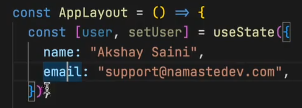 const AppLayout = () => {
const [user, setUser] = useState({
name: "Akshay Saini",
email: "support@namastedev.com",
});